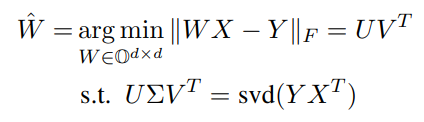 Ŵ = arg min ‖WX − Y‖_F = UV^T
W∈𝕆^{d×d}
s.t. UΣV^T = svd(YX^T)